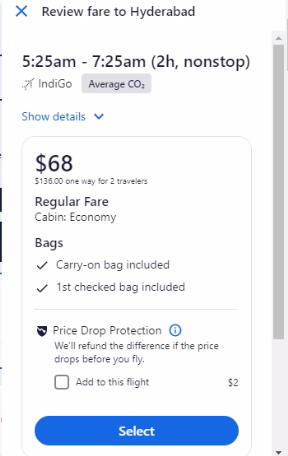 Review fare to Hyderabad
5:25am - 7:25am (2h, nonstop)
IndiGo Average CO₂
Show details
$68
$136.00 one way for 2 travelers
Regular Fare
Cabin: Economy
Bags
Carry-on bag included
1st checked bag included
Price Drop Protection
We'll refund the difference if the price
drops before you fly.
Add to this flight $2
Select